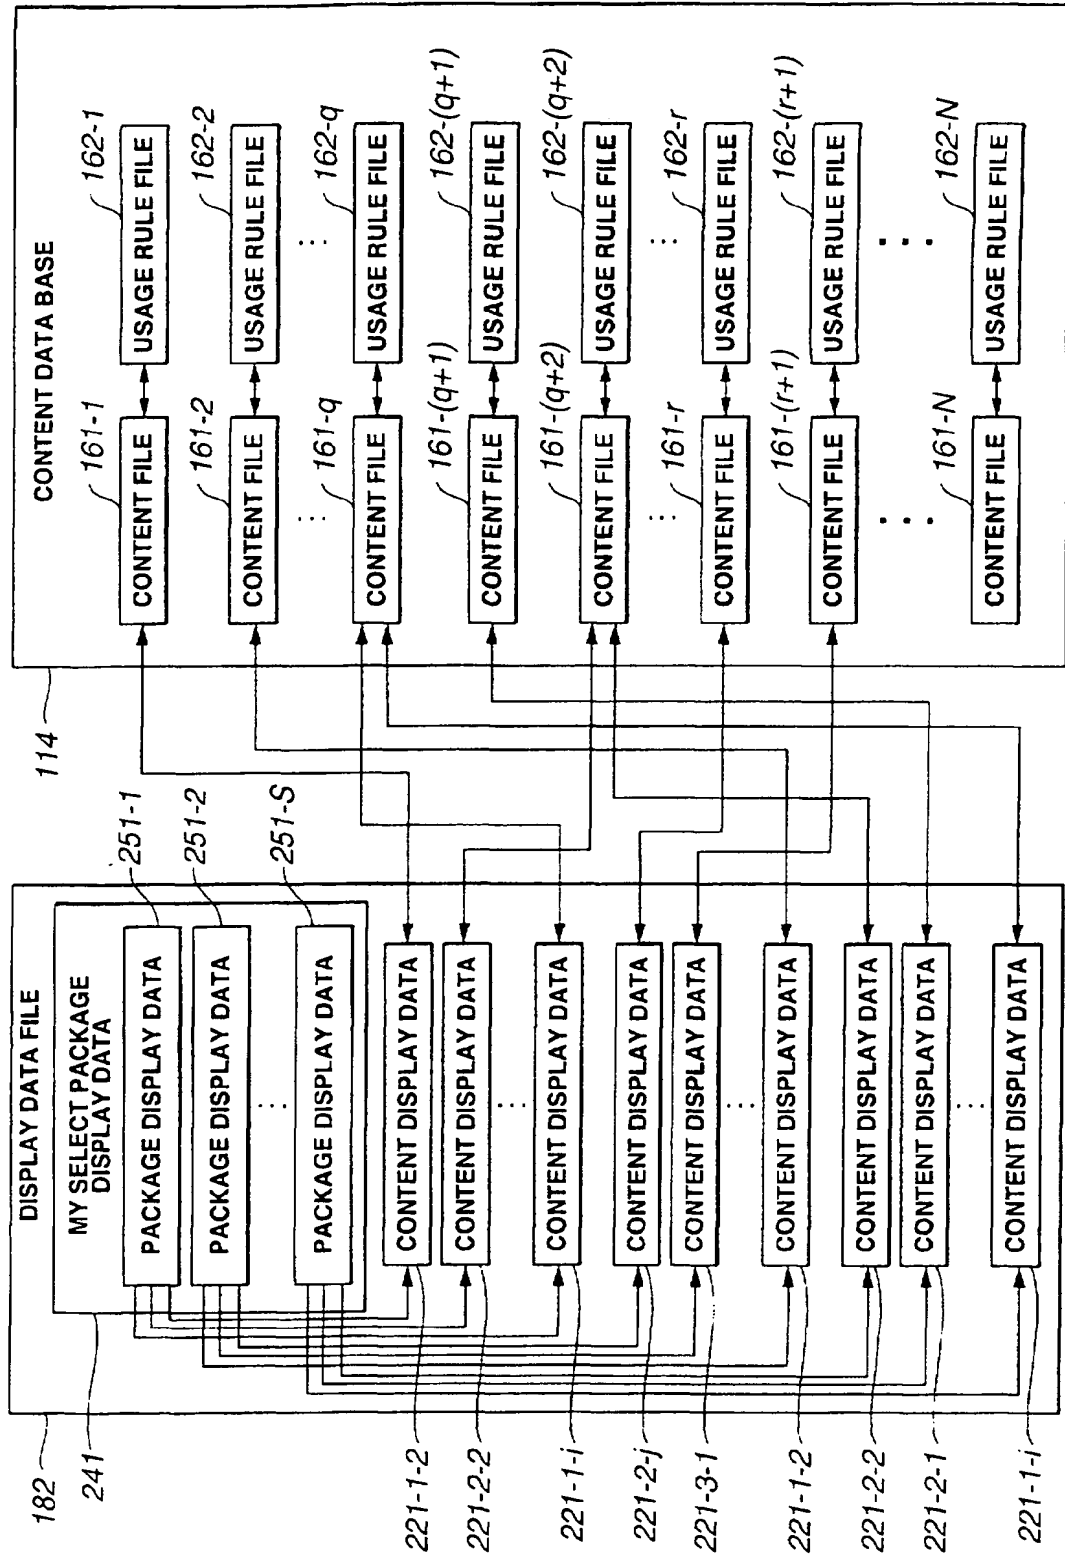 CONTENT DATA BASE
114
161-1
162-1
CONTENT FILE
USAGE RULE FILE
161-2
162-2
CONTENT FILE
USAGE RULE FILE
...
...
161-q
162-q
CONTENT FILE
USAGE RULE FILE
161-(q+1)
162-(q+1)
CONTENT FILE
USAGE RULE FILE
161-(q+2)
162-(q+2)
CONTENT FILE
USAGE RULE FILE
...
...
161-r
162-r
CONTENT FILE
USAGE RULE FILE
161-(r+1)
162-(r+1)
CONTENT FILE
USAGE RULE FILE
...
...
161-N
162-N
CONTENT FILE
USAGE RULE FILE
DISPLAY DATA FILE
182
MY SELECT PACKAGE
DISPLAY DATA
241
251-1
PACKAGE DISPLAY DATA
251-2
PACKAGE DISPLAY DATA
...
251-S
PACKAGE DISPLAY DATA
221-1-2
CONTENT DISPLAY DATA
221-2-2
CONTENT DISPLAY DATA
...
221-1-i
CONTENT DISPLAY DATA
221-2-j
CONTENT DISPLAY DATA
221-3-1
CONTENT DISPLAY DATA
...
221-1-2
CONTENT DISPLAY DATA
221-2-2
CONTENT DISPLAY DATA
221-2-1
CONTENT DISPLAY DATA
...
221-1-i
CONTENT DISPLAY DATA